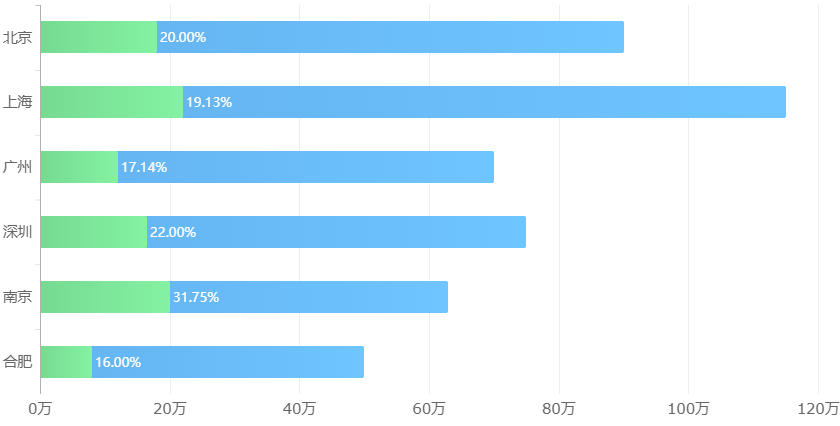 北京
20.00%
上海
19.13%
广州
17.14%
深圳
22.00%
南京
31.75%
合肥
16.00%
0万 20万 40万 60万 80万 100万 120万